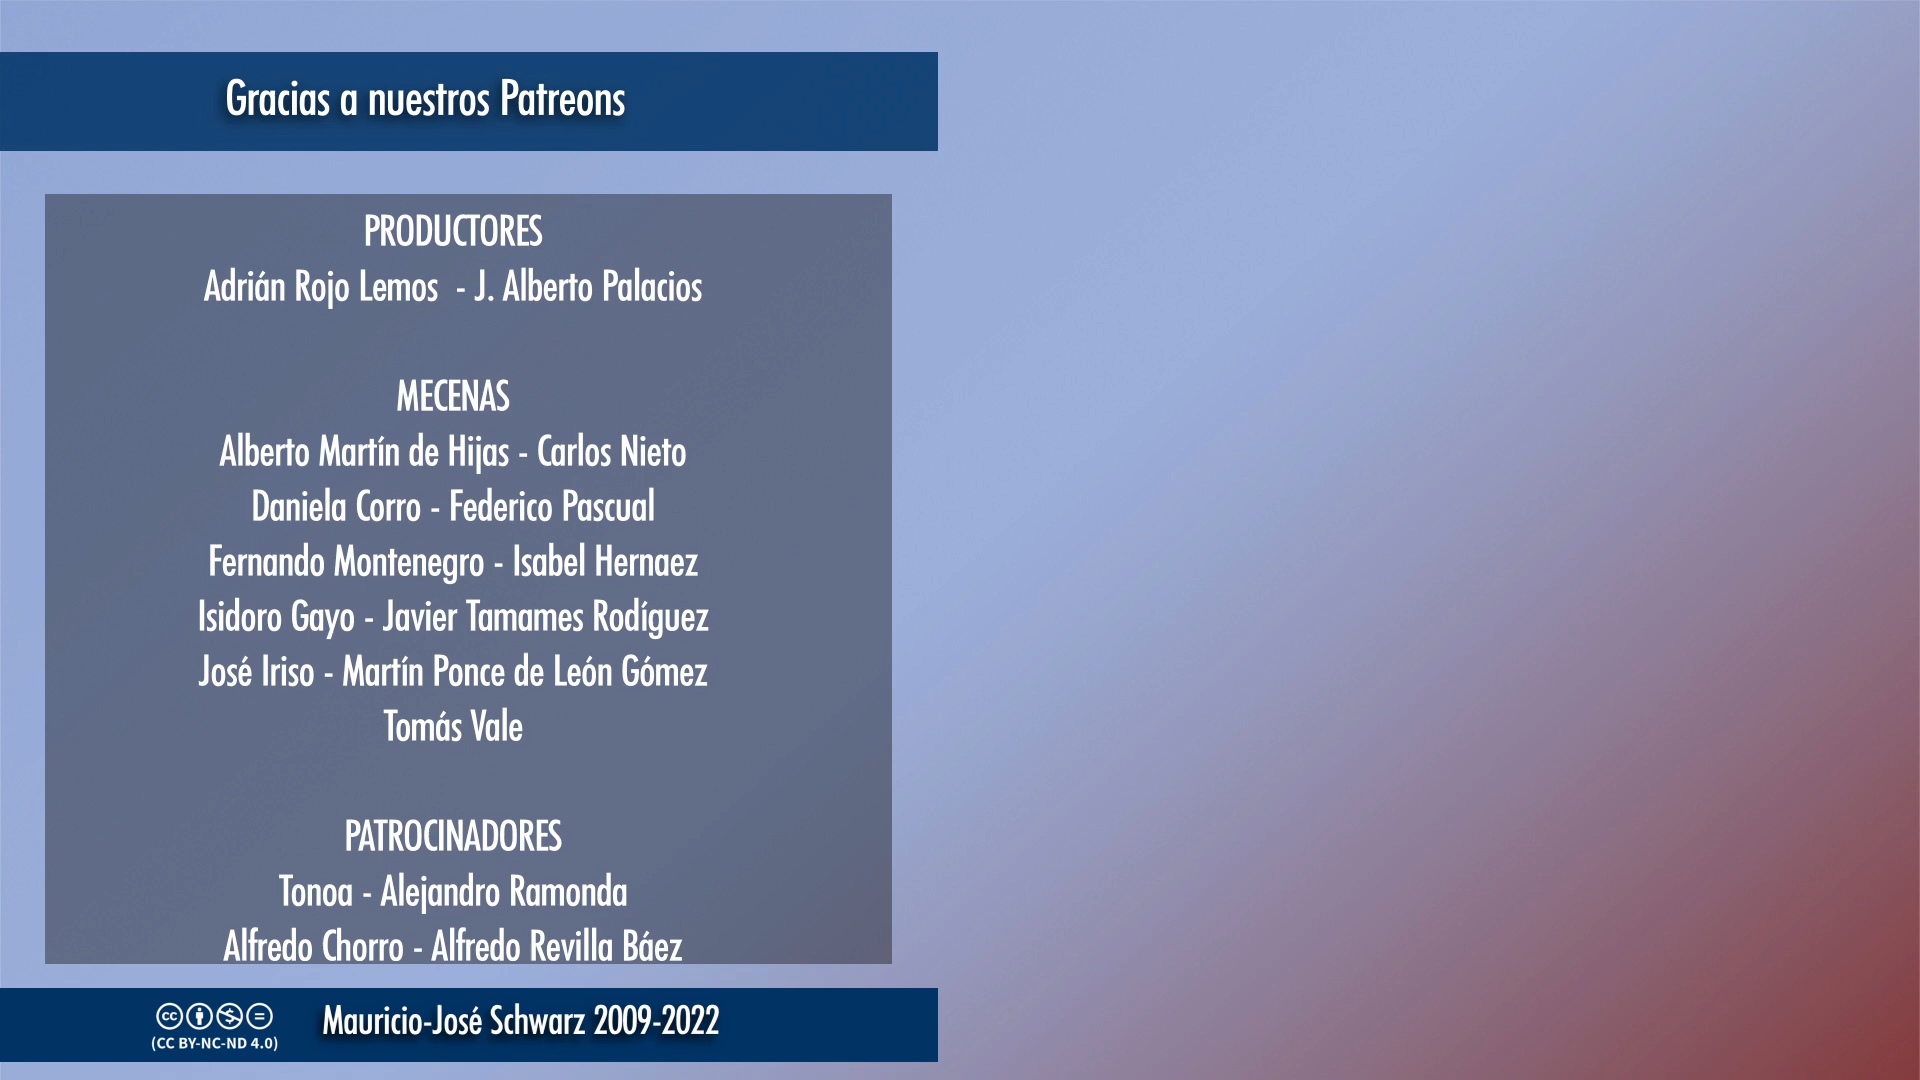 Gracias a nuestros Patreons
PRODUCTORES
Adrián Rojo Lemos  - J. Alberto Palacios
MECENAS
Alberto Martín de Hijas - Carlos Nieto
Daniela Corro - Federico Pascual
Fernando Montenegro - Isabel Hernaez
Isidoro Gayo - Javier Tamames Rodíguez
José Iriso - Martín Ponce de León Gómez
Tomás Vale
PATROCINADORES
Tonoa - Alejandro Ramonda
Alfredo Chorro - Alfredo Revilla Báez
(CC BY-NC-ND 4.0)
Mauricio-José Schwarz 2009-2022